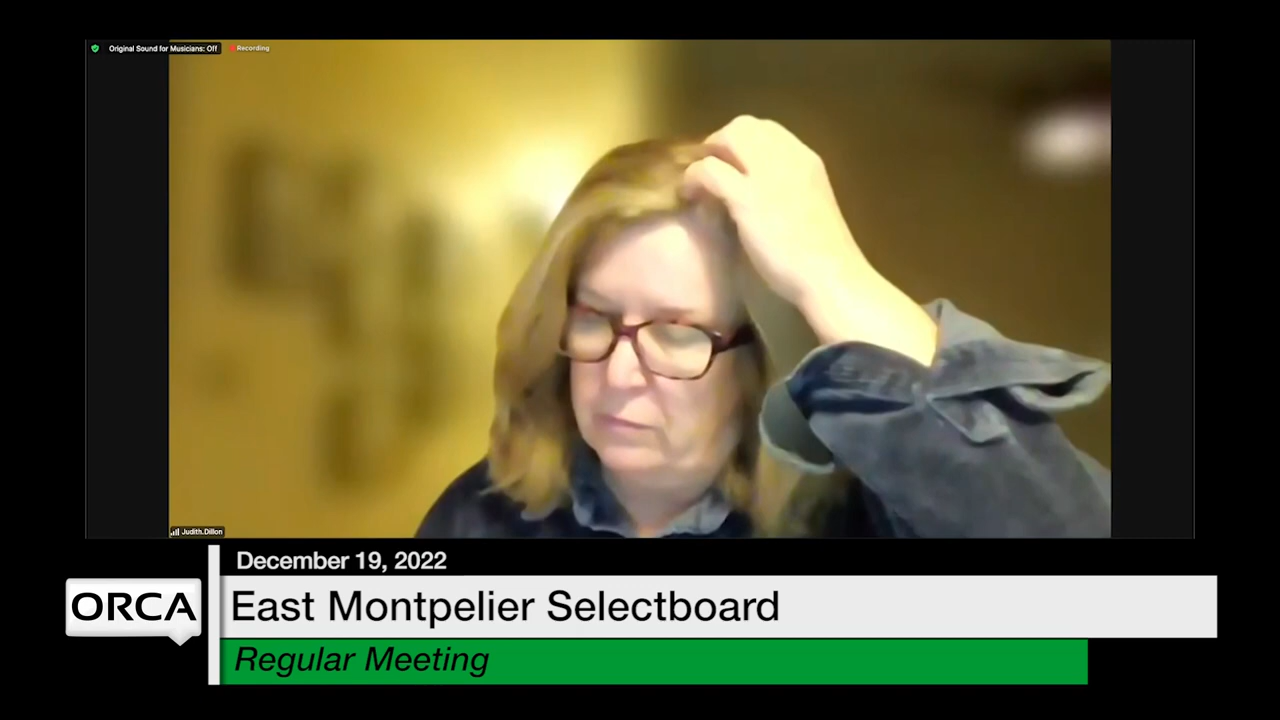 Original Sound for Musicians: Off
Recording
Judith.Dillon
December 19, 2022
ORCA
East Montpelier Selectboard
Regular Meeting